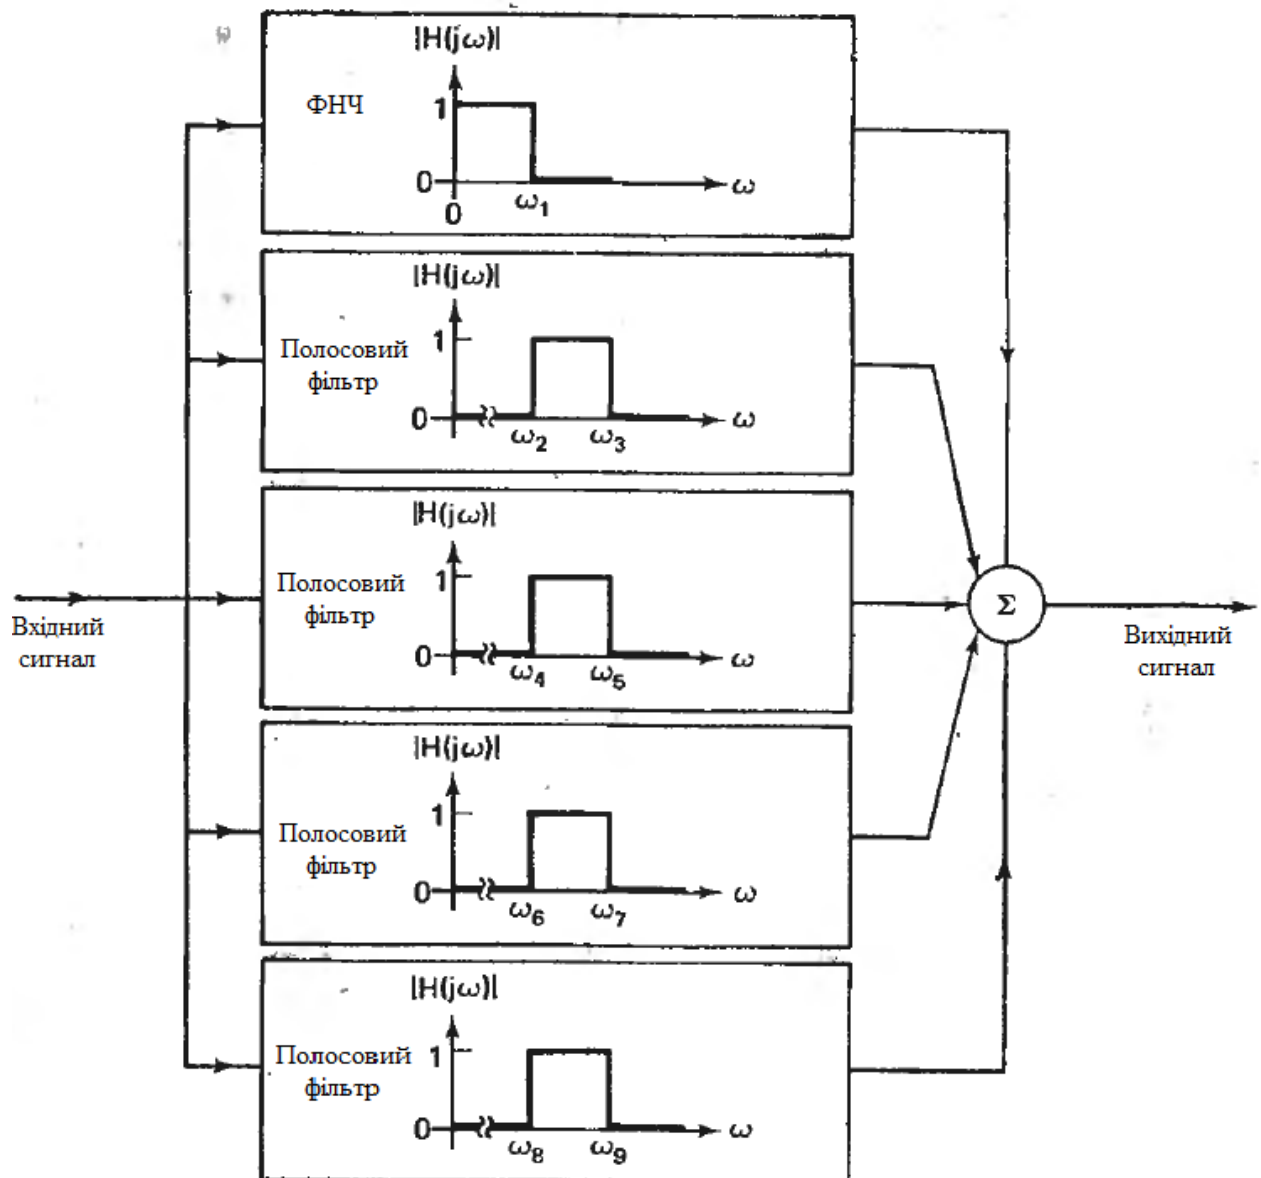 |H(jω)|
ФНЧ
1
0
ω
0
ω₁
|H(jω)|
Полосовий
фільтр
1
0
ω
ω₂ ω₃
|H(jω)|
Полосовий
фільтр
1
0
ω
ω₄ ω₅
Вхідний
сигнал
Σ
Вихідний
сигнал
|H(jω)|
Полосовий
фільтр
1
0
ω
ω₆ ω₇
|H(jω)|
Полосовий
фільтр
1
0
ω
ω₈ ω₉